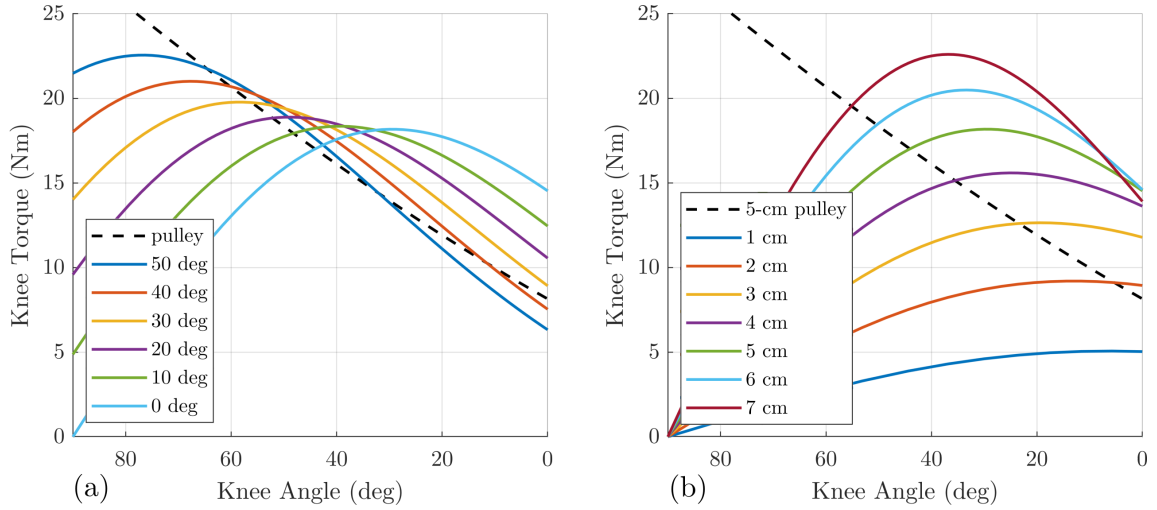 25
20
15
10
5
0
Knee Torque (Nm)
pulley
50 deg
40 deg
30 deg
20 deg
10 deg
0 deg
80 60 40 20 0
(a) Knee Angle (deg)
25
20
15
10
5
0
Knee Torque (Nm)
5-cm pulley
1 cm
2 cm
3 cm
4 cm
5 cm
6 cm
7 cm
80 60 40 20 0
(b) Knee Angle (deg)